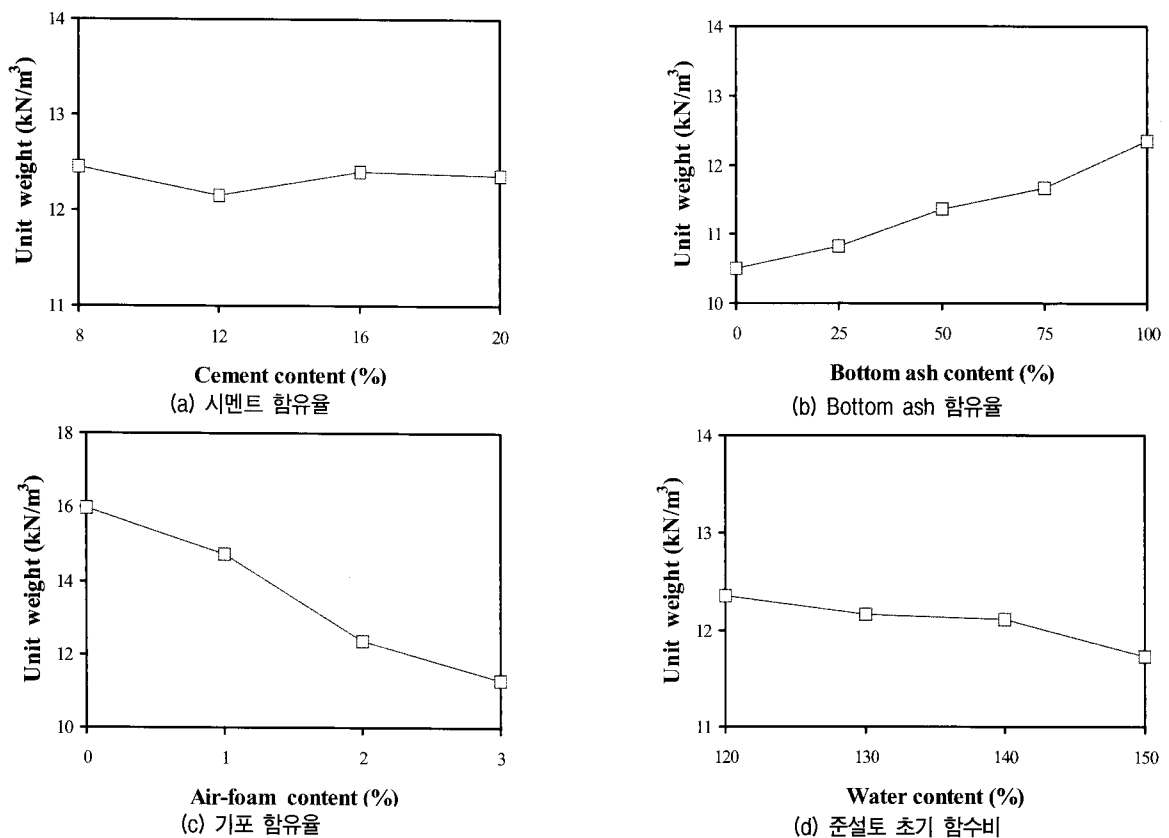 14
13
12
11
Unit weight (kN/m³)
8 12 16 20
Cement content (%)
(a) 시멘트 함유율
14
13
12
11
10
Unit weight (kN/m³)
0 25 50 75 100
Bottom ash content (%)
(b) Bottom ash 함유율
18
16
14
12
10
Unit weight (kN/m³)
0 1 2 3
Air-foam content (%)
(c) 기포 함유율
14
13
12
11
Unit weight (kN/m³)
120 130 140 150
Water content (%)
(d) 준설토 초기 함수비